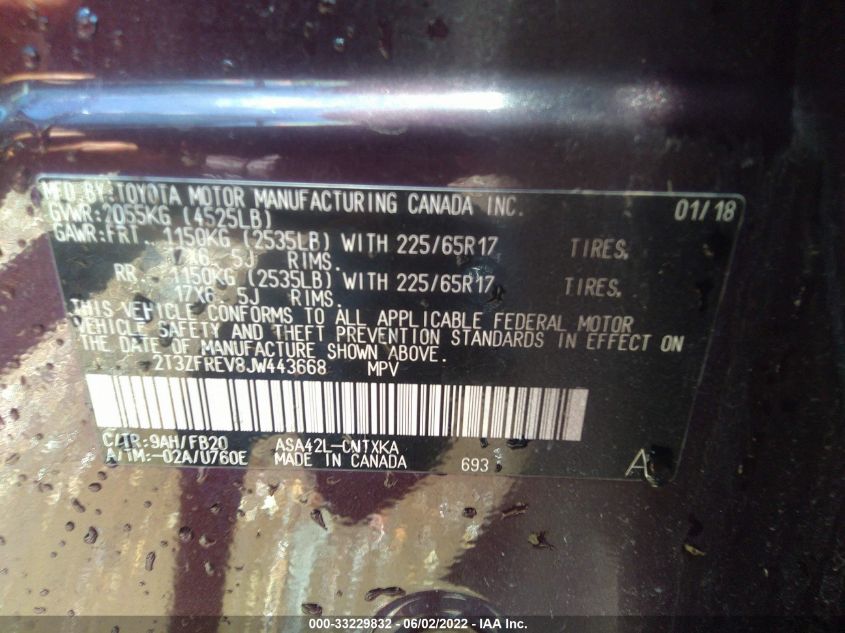 MFD BY: TOYOTA MOTOR MANUFACTURING CANADA INC. 01/18
GVWR: 2055KG (4525LB)
GAWR: FRT. 1150KG (2535LB) WITH 225/65R17 TIRES,
17X6. 5J RIMS.
RR. 1150KG (2535LB) WITH 225/65R17 TIRES,
17X6. 5J RIMS.
THIS VEHICLE CONFORMS TO ALL APPLICABLE FEDERAL MOTOR
VEHICLE SAFETY AND THEFT PREVENTION STANDARDS IN EFFECT ON
THE DATE OF MANUFACTURE SHOWN ABOVE.
2T3ZFREV8JW443668 MPV
C/TR: 9AH/FB20 ASA42L-CNTXKA
A/TM: -02A/U760E MADE IN CANADA 693 A
000-33229832 - 06/02/2022 - IAA Inc.